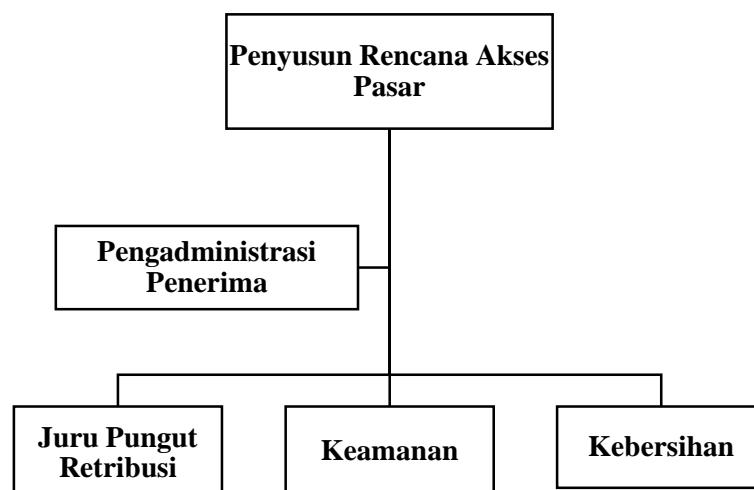 Penyusun Rencana Akses
Pasar
Pengadministrasi
Penerima
Juru Pungut
Retribusi
Keamanan
Kebersihan